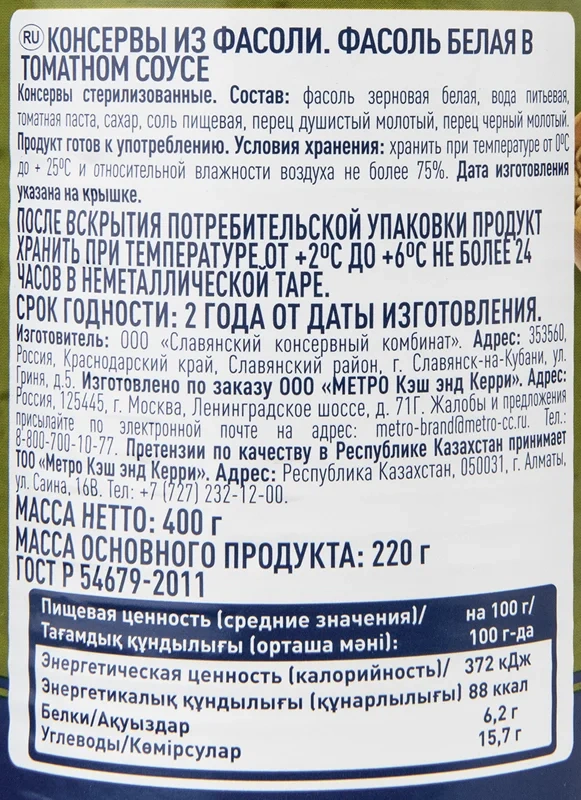 RU КОНСЕРВЫ ИЗ ФАСОЛИ. ФАСОЛЬ БЕЛАЯ В
ТОМАТНОМ СОУСЕ
Консервы стерилизованные. Состав: фасоль зерновая белая, вода питьевая,
томатная паста, сахар, соль пищевая, перец душистый молотый, перец черный молотый.
Продукт готов к употреблению. Условия хранения: хранить при температуре от 0ºС
до + 25ºС и относительной влажности воздуха не более 75%. Дата изготовления
указана на крышке.
ПОСЛЕ ВСКРЫТИЯ ПОТРЕБИТЕЛЬСКОЙ УПАКОВКИ ПРОДУКТ
ХРАНИТЬ ПРИ ТЕМПЕРАТУРЕ ОТ +2ºС ДО +6ºС НЕ БОЛЕЕ 24
ЧАСОВ В НЕМЕТАЛЛИЧЕСКОЙ ТАРЕ.
СРОК ГОДНОСТИ: 2 ГОДА ОТ ДАТЫ ИЗГОТОВЛЕНИЯ.
Изготовитель: ООО «Славянский консервный комбинат». Адрес: 353560,
Россия, Краснодарский край, Славянский район, г. Славянск-на-Кубани, ул.
Гриня, д.5. Изготовлено по заказу ООО «МЕТРО Кэш энд Керри». Адрес:
Россия, 125445, г. Москва, Ленинградское шоссе, д. 71Г. Жалобы и предложения
присылайте по электронной почте на адрес: metro-brand@metro-cc.ru. Тел.:
8-800-700-10-77. Претензии по качеству в Республике Казахстан принимает
ТОО «Метро Кэш энд Керри». Адрес: Республика Казахстан, 050031, г. Алматы,
ул. Саина, 16В. Тел: +7 (727) 232-12-00.
МАССА НЕТТО: 400 г
МАССА ОСНОВНОГО ПРОДУКТА: 220 г
ГОСТ Р 54679-2011
Пищевая ценность (средние значения)/ на 100 г/
Тағамдық құндылығы (орташа мәні): 100 г-да
Энергетическая ценность (калорийность)/ 372 кДж
Энергетикалық құндылығы (құнарлылығы) 88 ккал
Белки/Ақуыздар 6,2 г
Углеводы/Көмірсулар 15,7 г